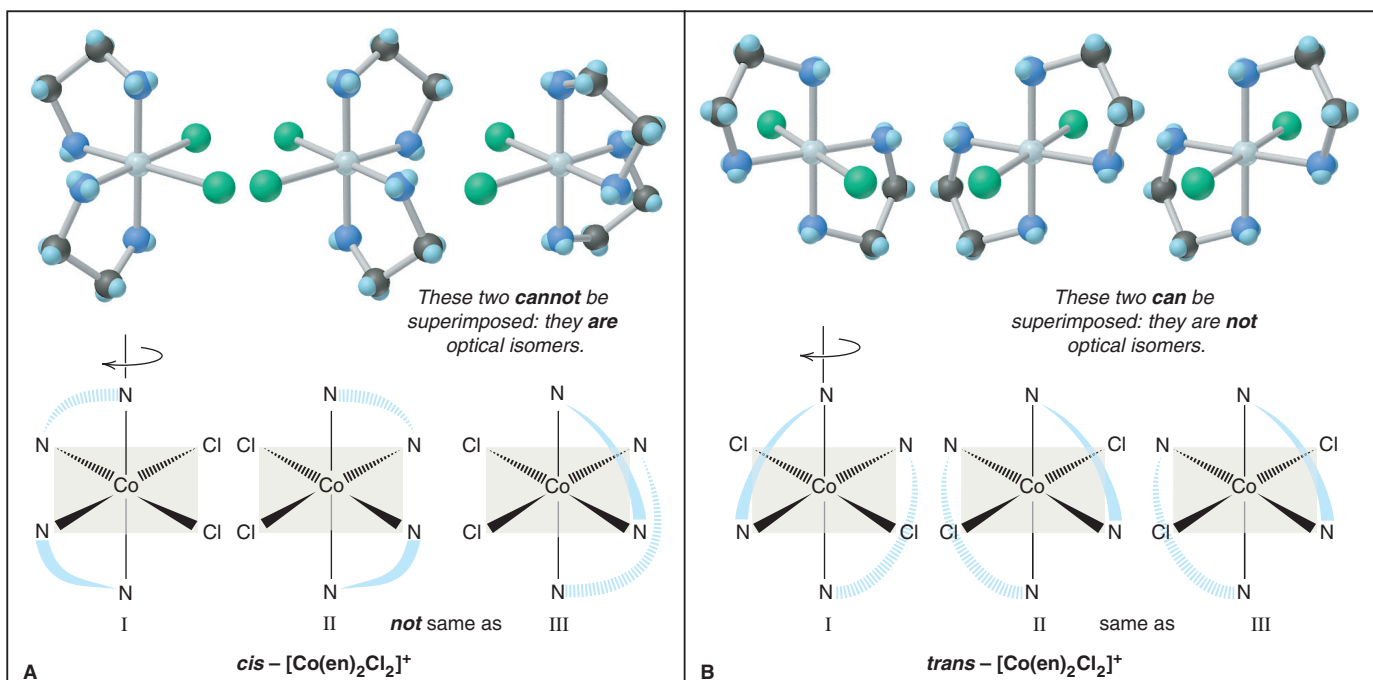 These two cannot be
superimposed: they are
optical isomers.
N
N
Cl
Co
N
Cl
N
I
N
Cl
N
Co
Cl
N
N
II
not same as
N
Cl
N
Co
Cl
N
N
III
A
cis – [Co(en)₂Cl₂]⁺
These two can be
superimposed: they are not
optical isomers.
N
Cl
N
Co
N
Cl
N
I
N
N
Cl
Co
Cl
N
N
II
same as
N
N
Cl
Co
Cl
N
N
III
B
trans – [Co(en)₂Cl₂]⁺